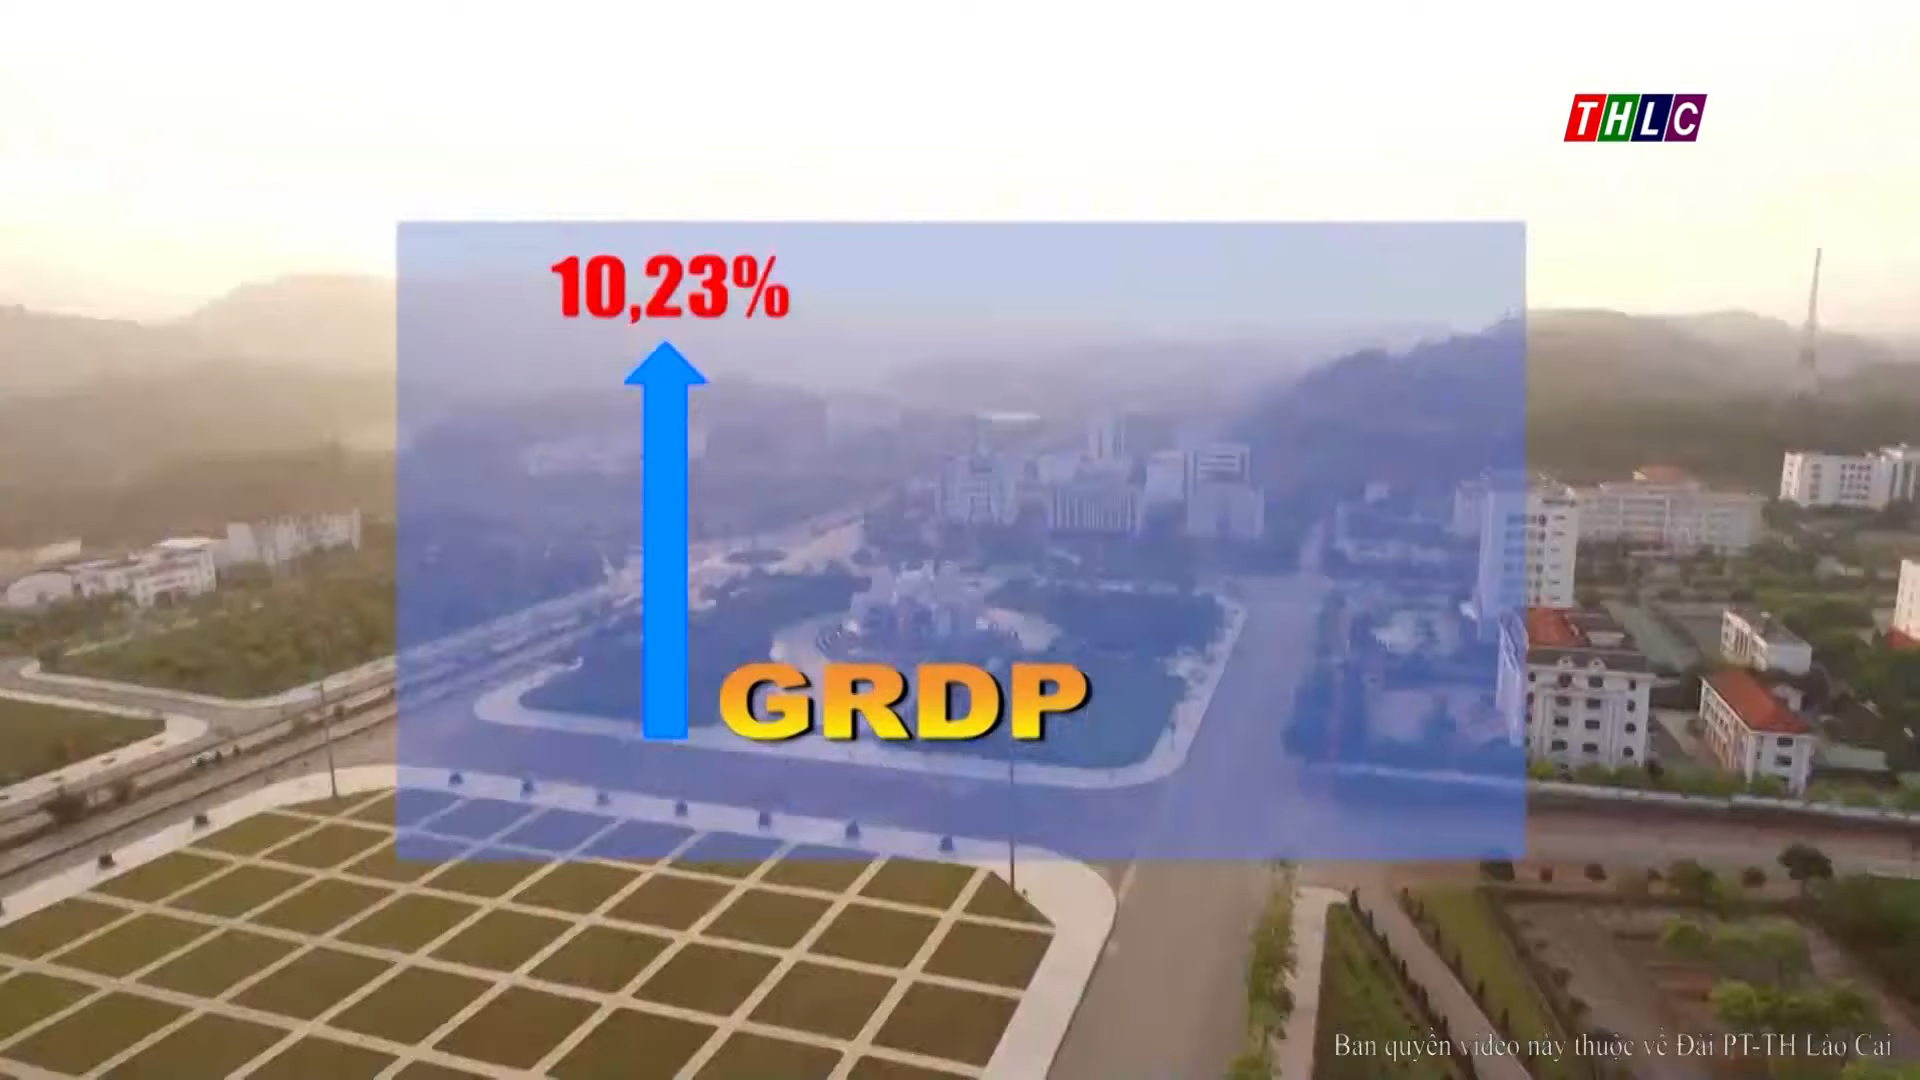 THLC
10,23%
GRDP
Bản quyền video này thuộc về Đài PT-TH Lào Cai